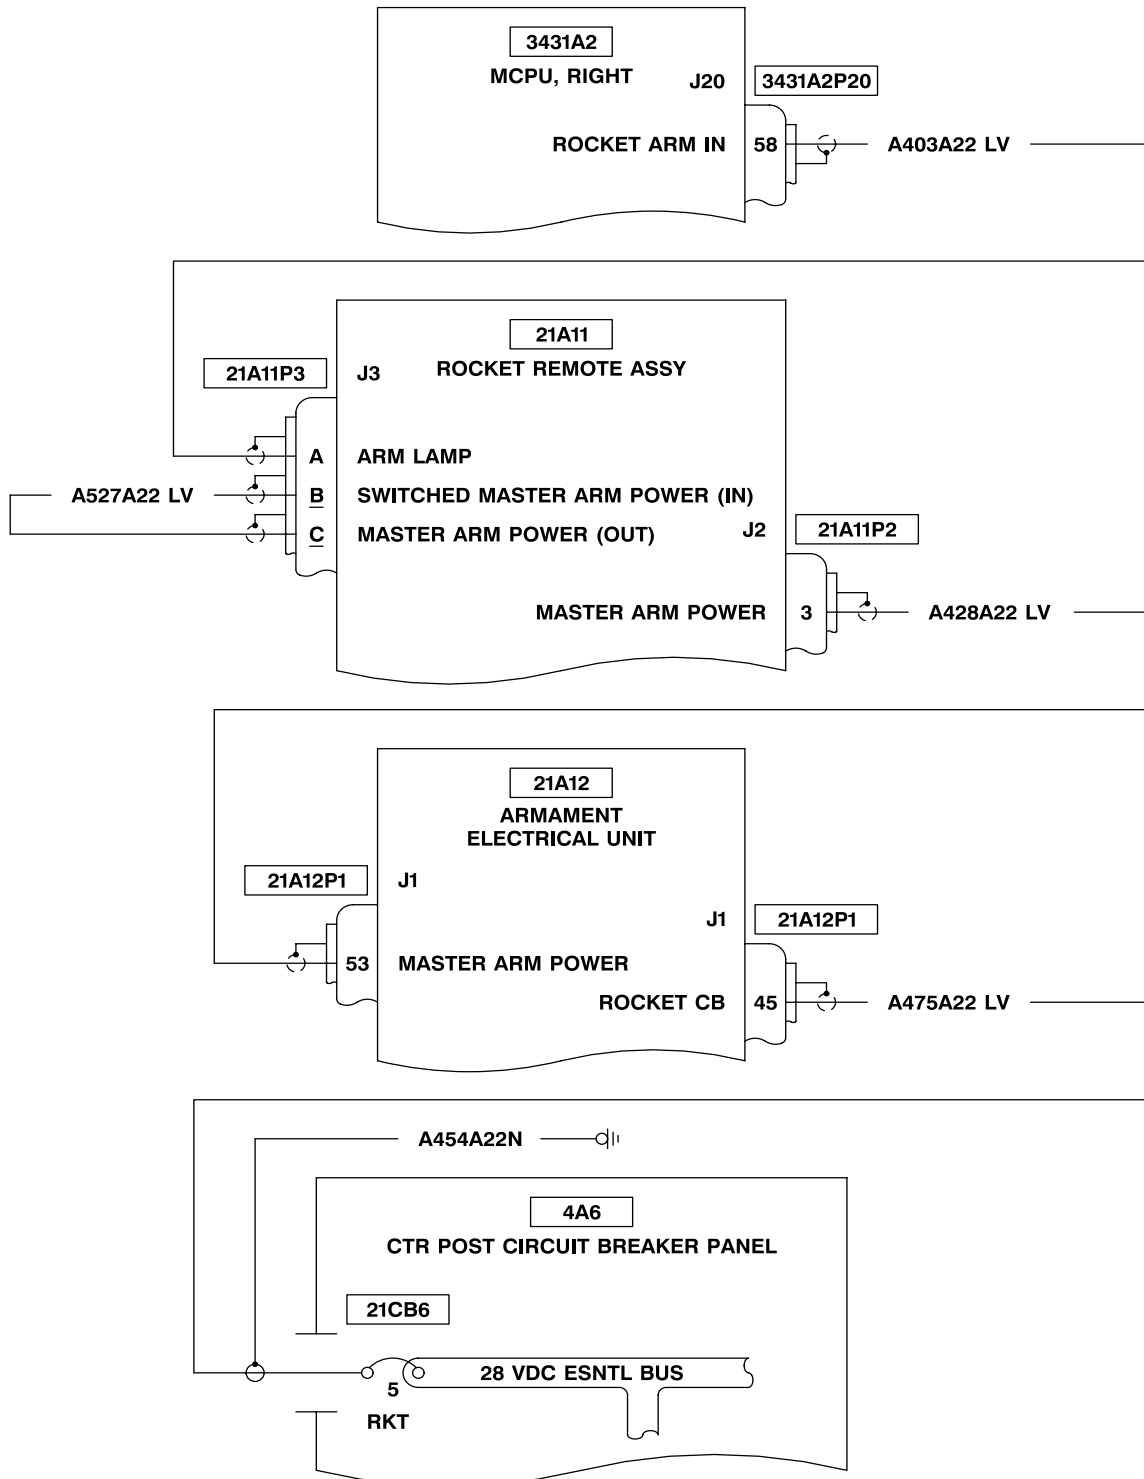 3431A2
MCPU, RIGHT
J20
3431A2P20
ROCKET ARM IN
58
A403A22 LV
21A11
ROCKET REMOTE ASSY
21A11P3
J3
A
ARM LAMP
A527A22 LV
B
SWITCHED MASTER ARM POWER (IN)
C
MASTER ARM POWER (OUT)
J2
21A11P2
MASTER ARM POWER
3
A428A22 LV
21A12
ARMAMENT
ELECTRICAL UNIT
21A12P1
J1
J1
21A12P1
53
MASTER ARM POWER
ROCKET CB
45
A475A22 LV
A454A22N
4A6
CTR POST CIRCUIT BREAKER PANEL
21CB6
28 VDC ESNTL BUS
5
RKT